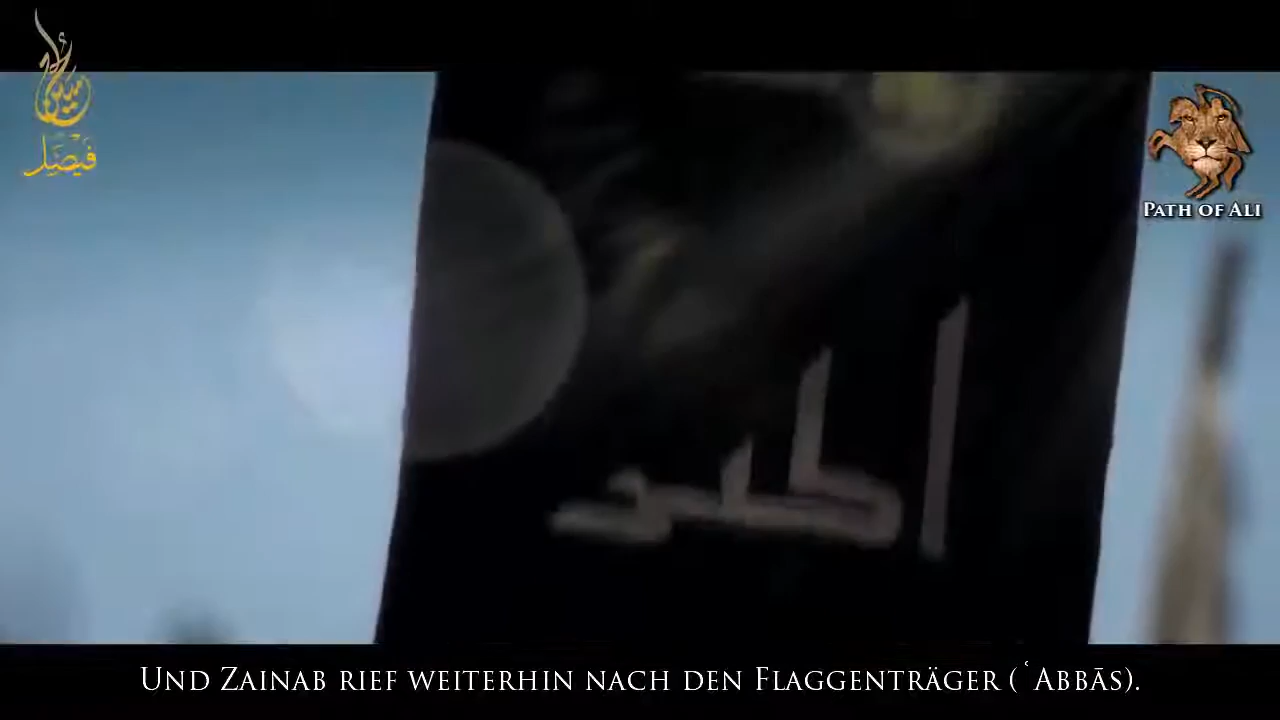 فيصل
PATH OF ALI
UND ZAINAB RIEF WEITERHIN NACH DEN FLAGGENTRÄGER (ʿABBĀS).